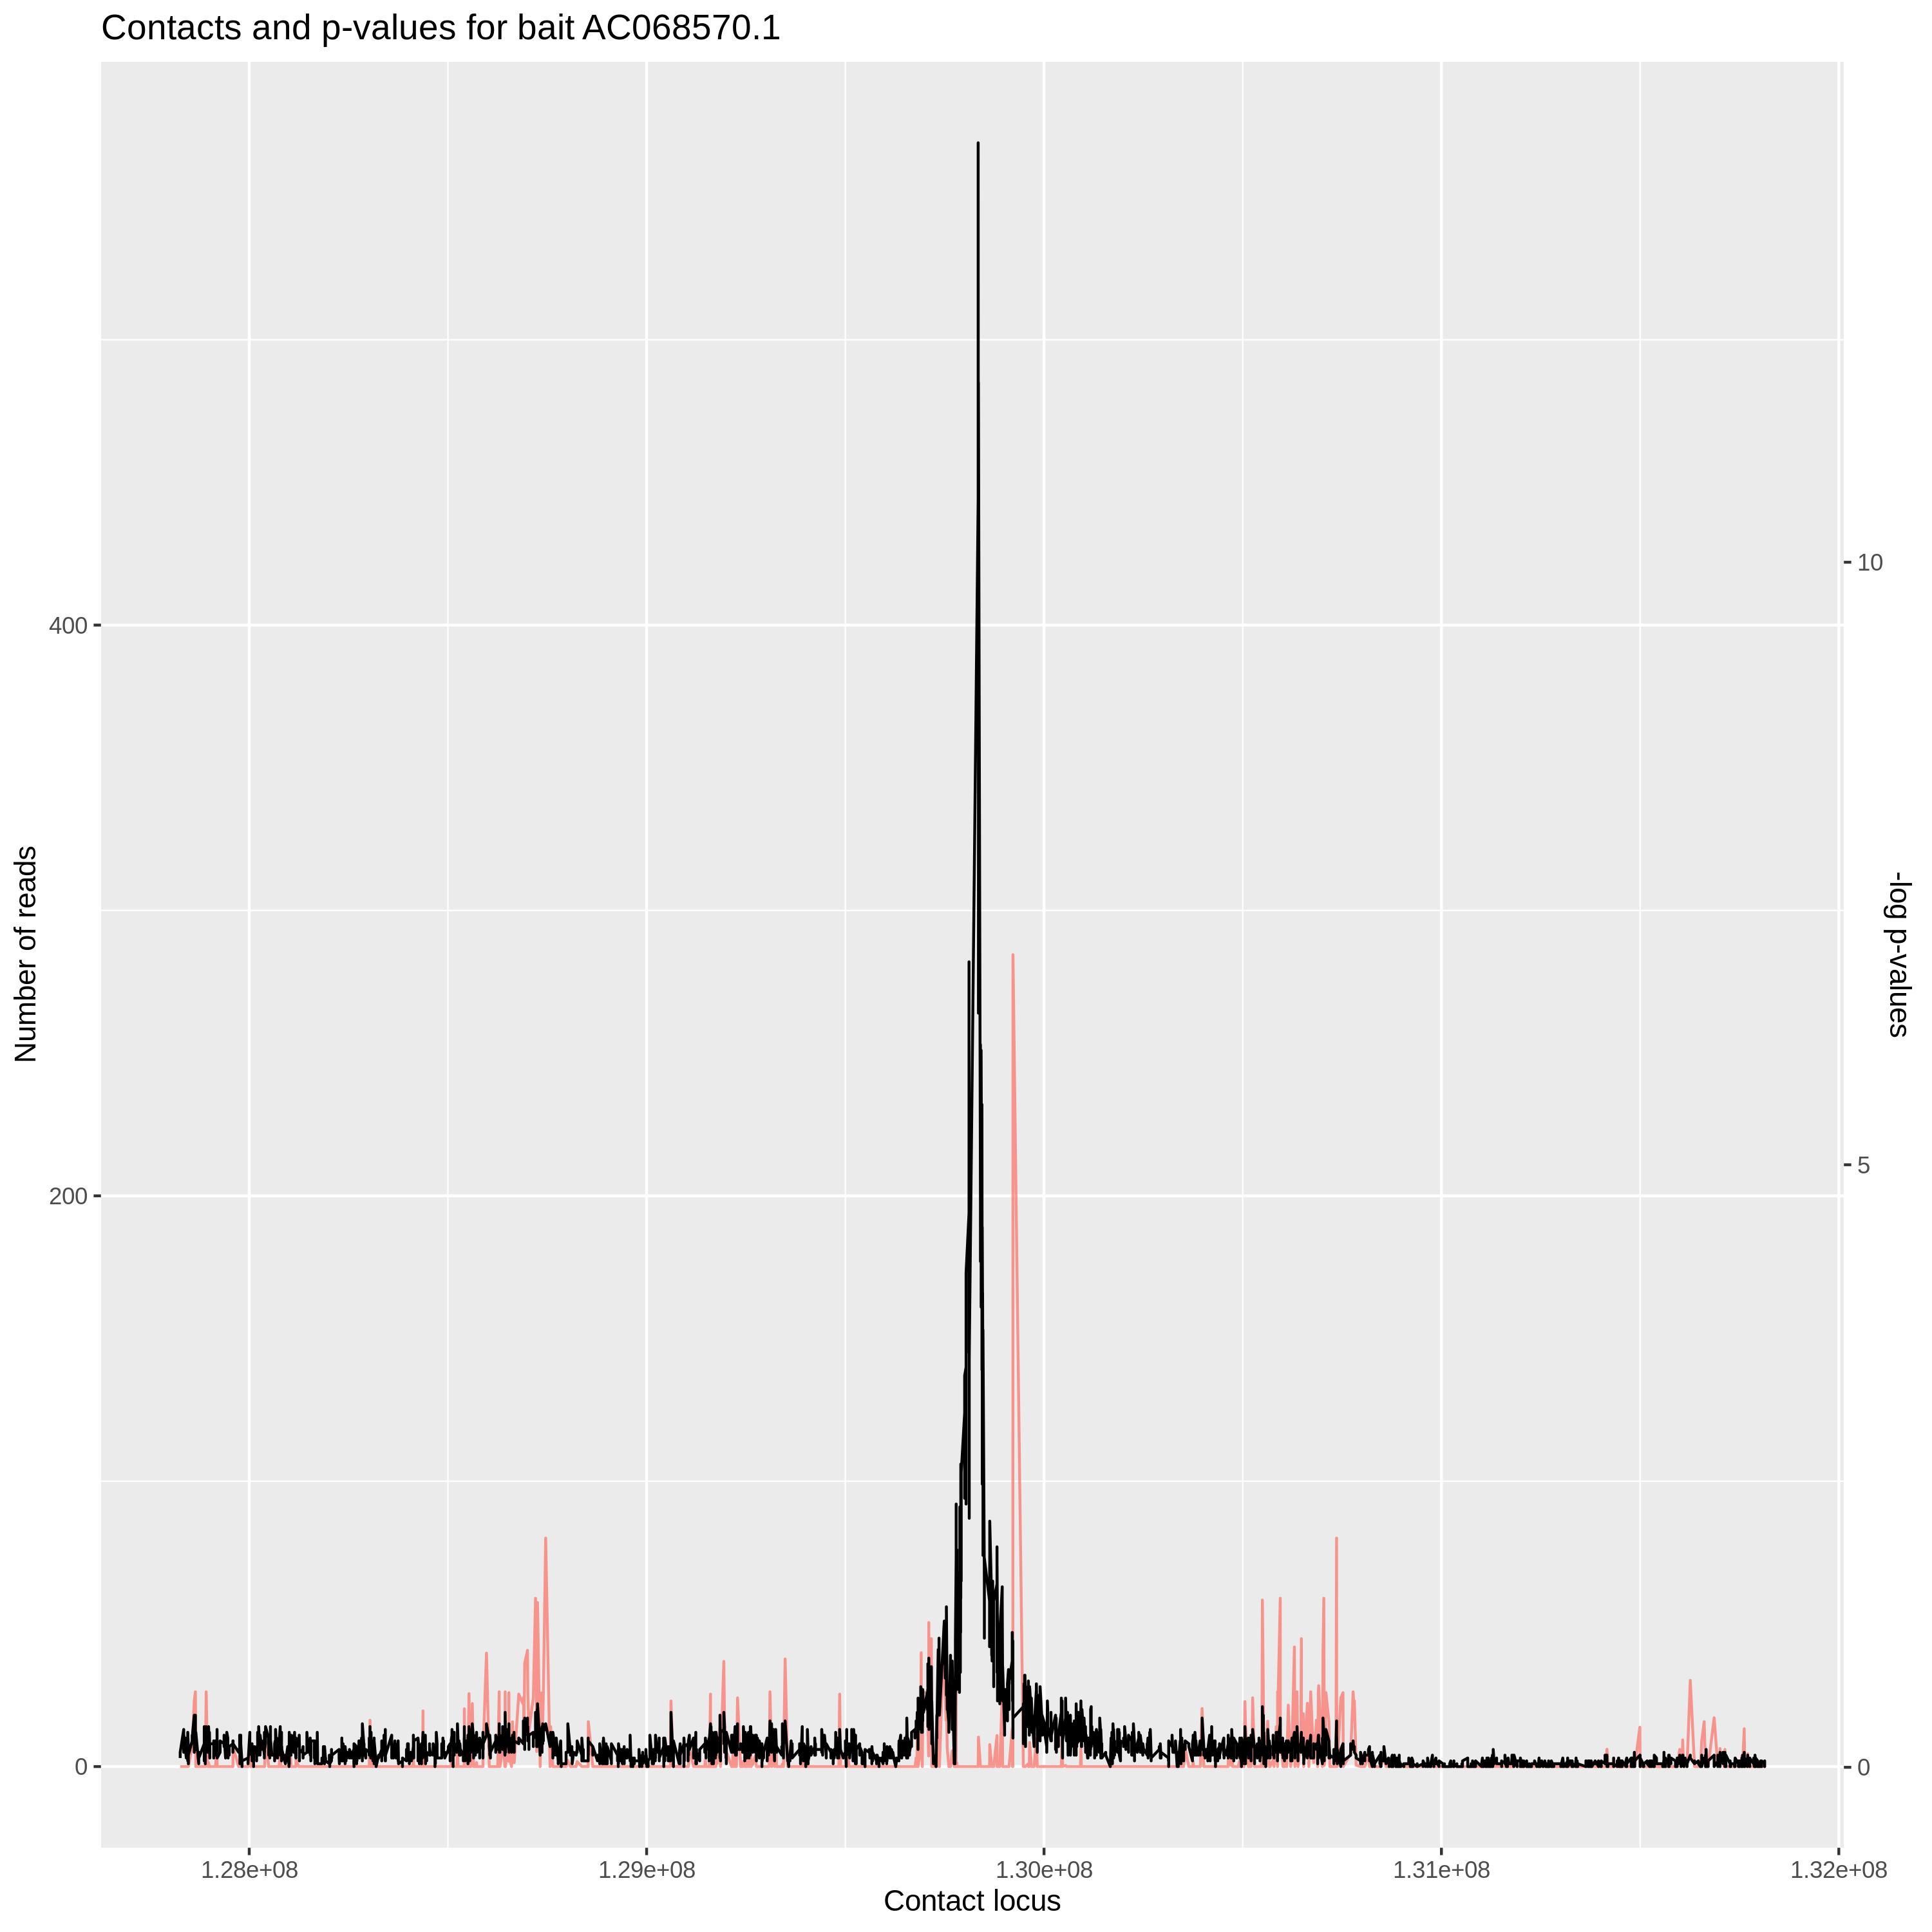 Contacts and p-values for bait AC068570.1
400
200
0
Number of reads
10
5
0
-log p-values
1.28e+08
1.29e+08
1.30e+08
1.31e+08
1.32e+08
Contact locus